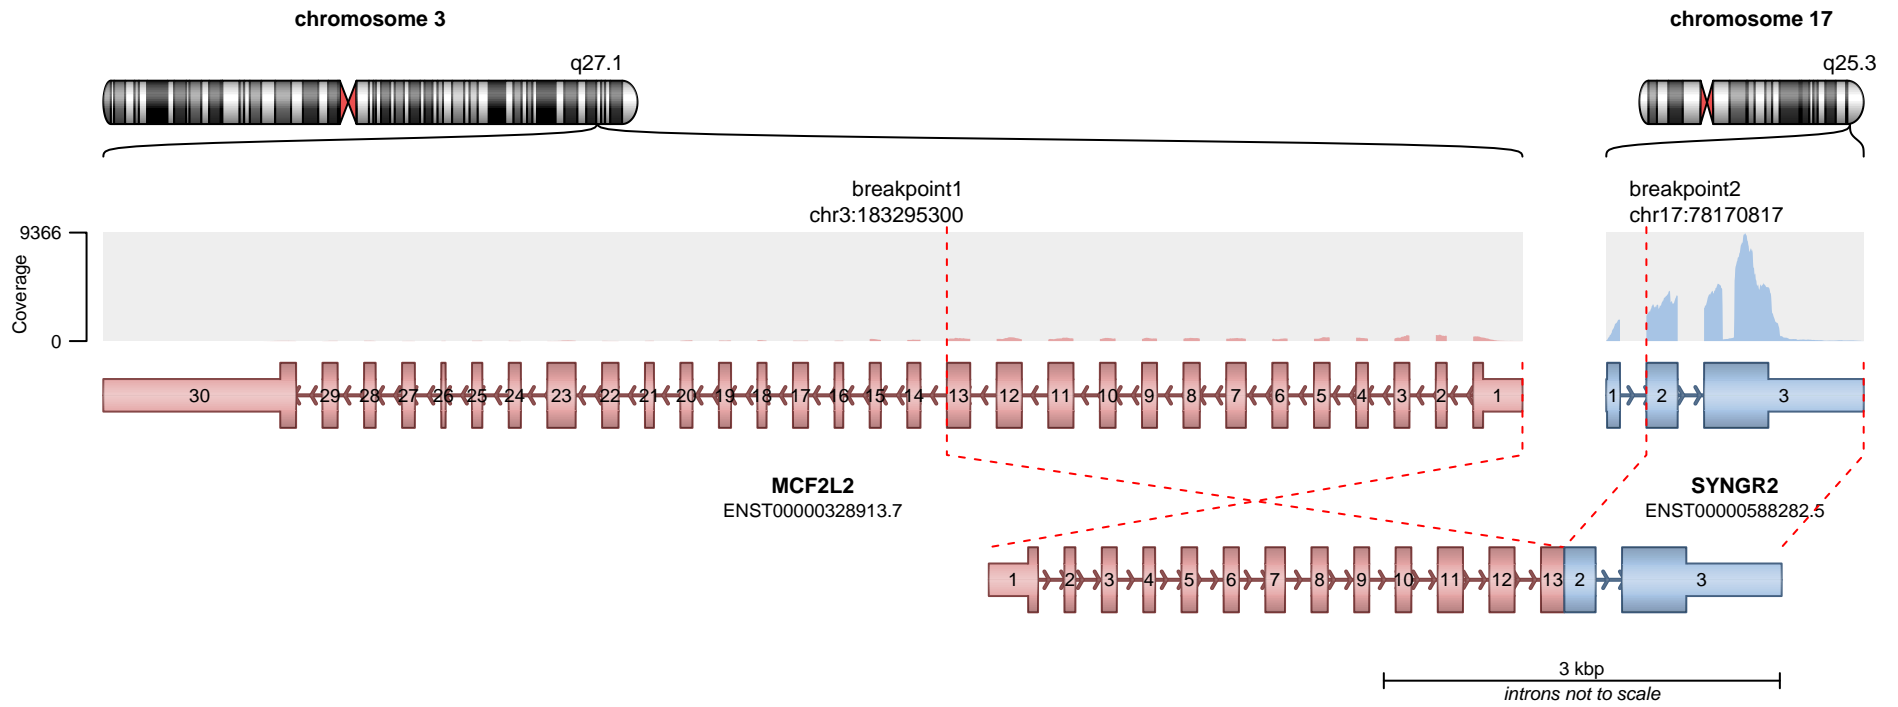 chromosome 3
chromosome 17
q27.1
q25.3
breakpoint1
chr3:183295300
breakpoint2
chr17:78170817
9366
Coverage
0
30 29 28 27 26 25 24 23 22 21 20 19 18 17 16 15 14 13 12 11 10 9 8 7 6 5 4 3 2 1
1 2 3
MCF2L2
ENST00000328913.7
SYNGR2
ENST00000588282.5
1 2 3 4 5 6 7 8 9 10 11 12 13 2 3
3 kbp
introns not to scale